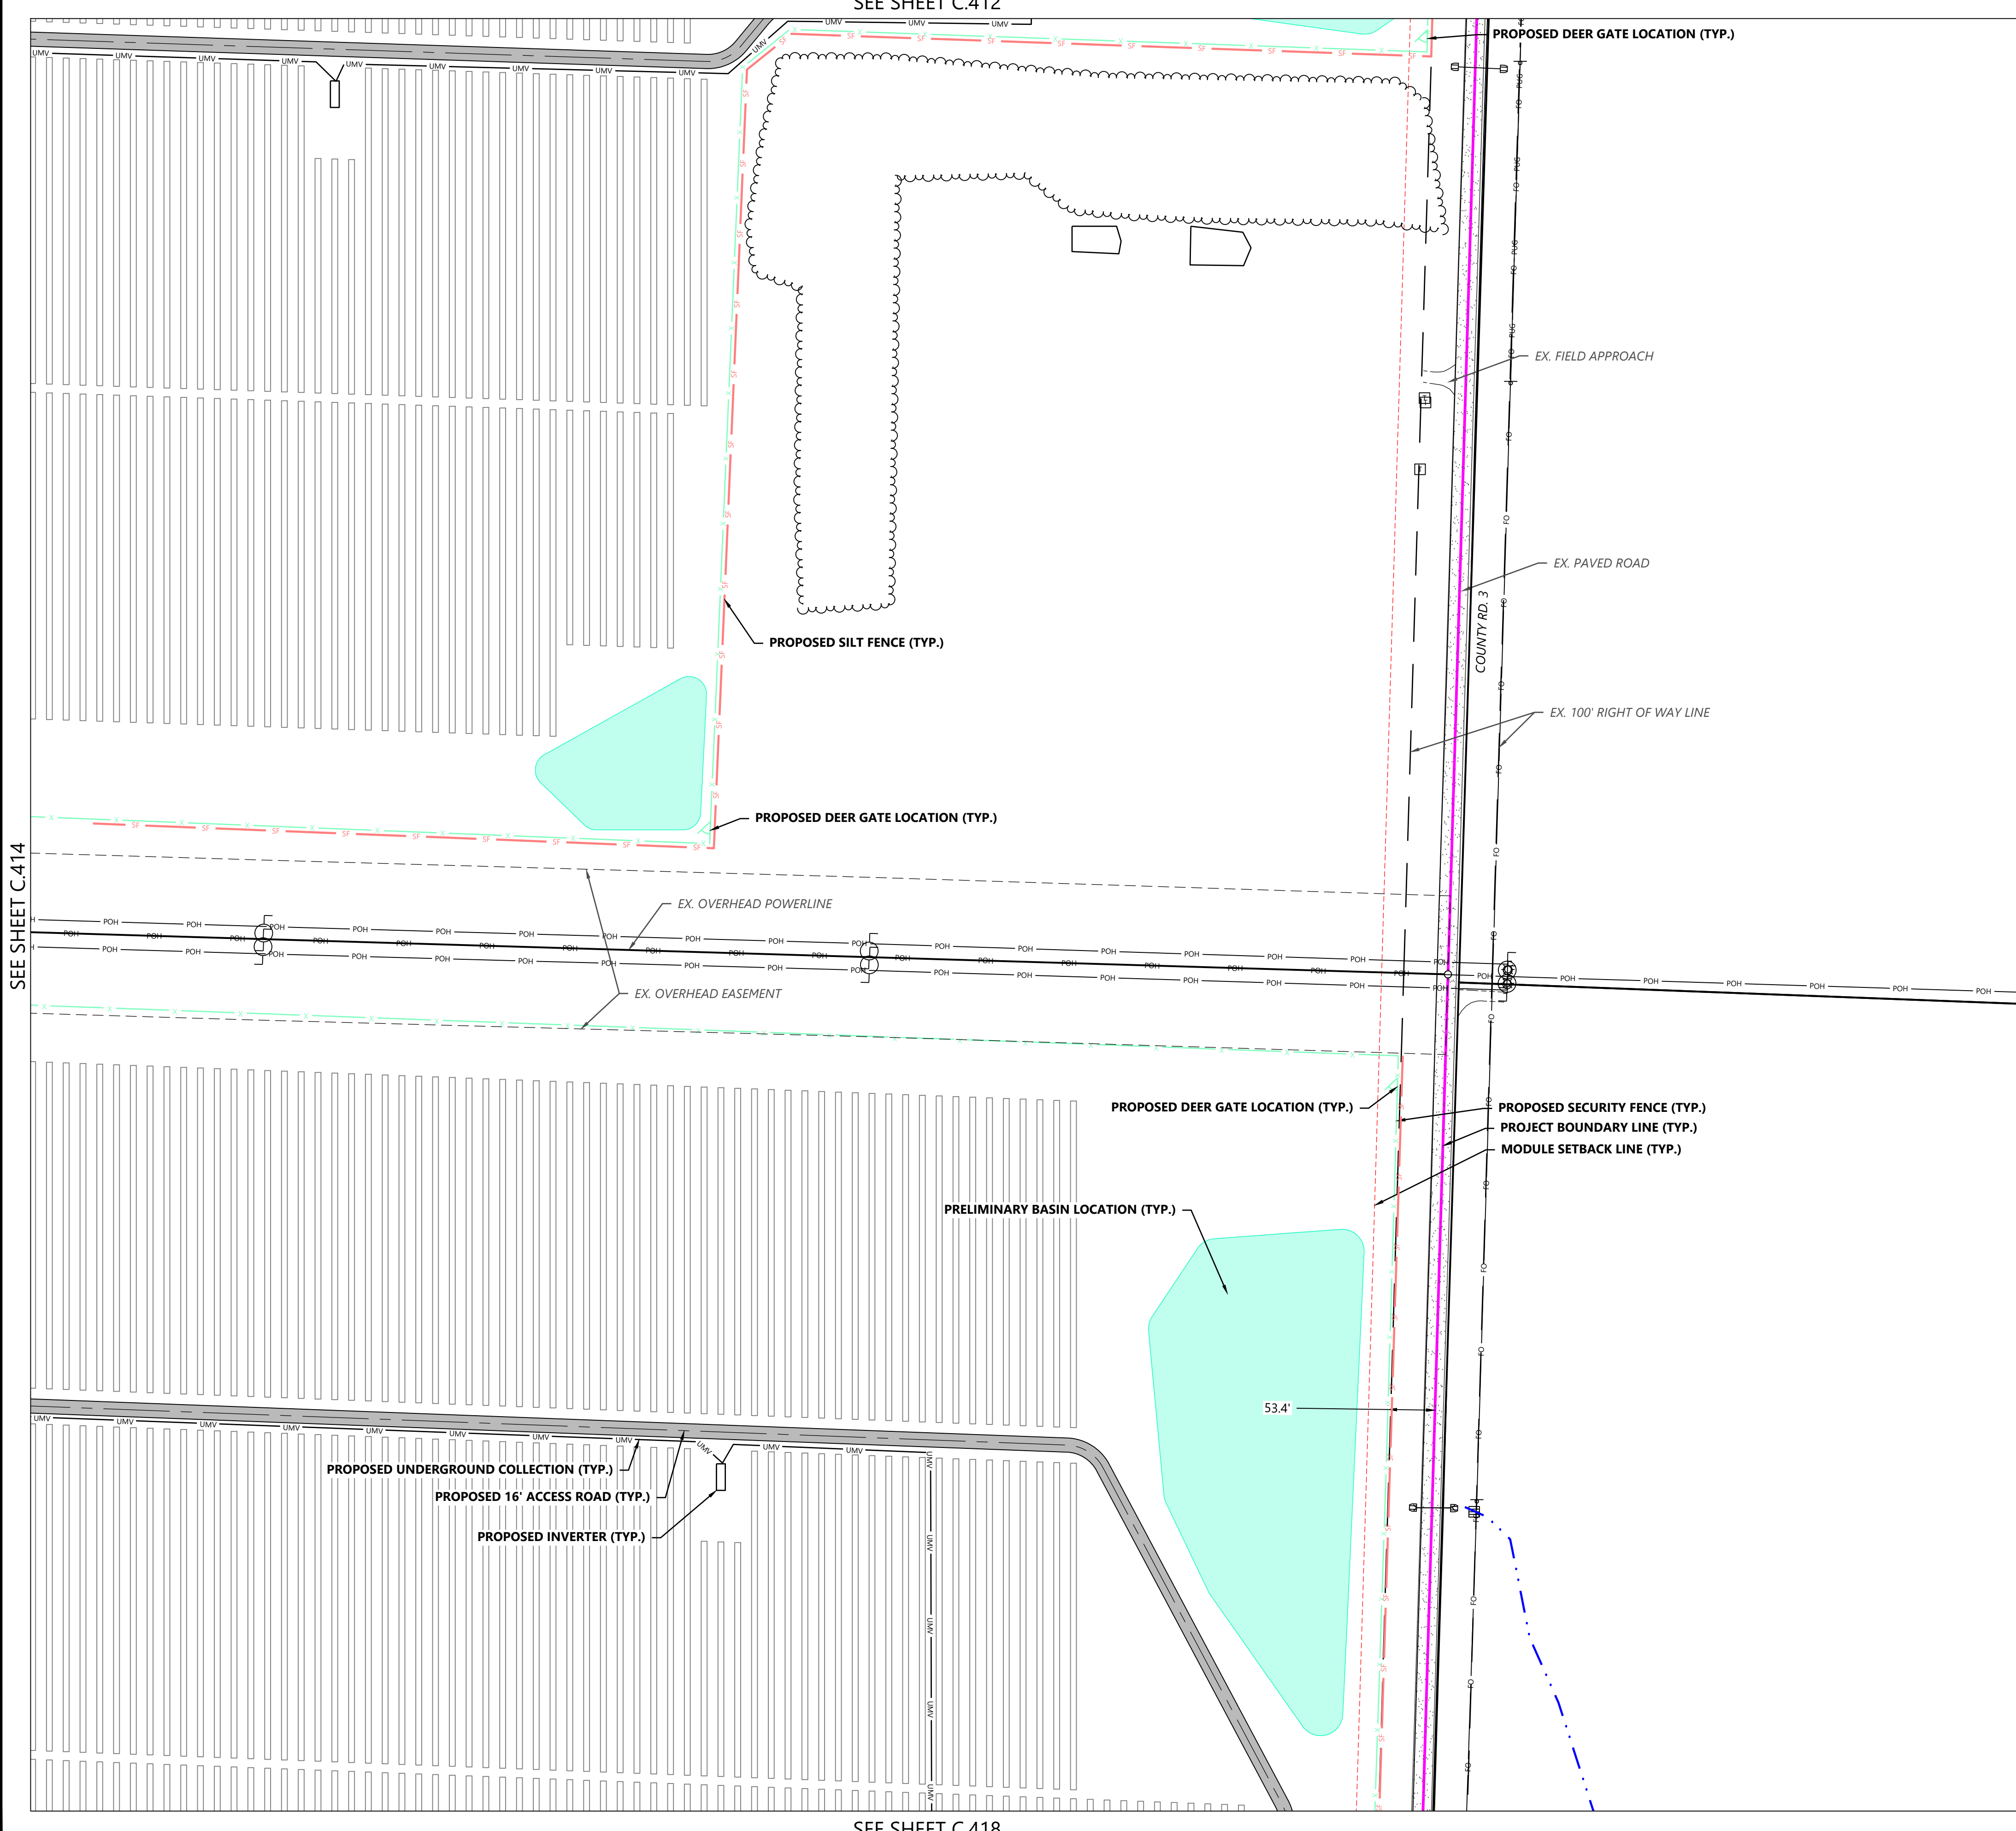 SEE SHEET C.412
PROPOSED DEER GATE LOCATION (TYP.)
EX. FIELD APPROACH
EX. PAVED ROAD
COUNTY RD. 3
PROPOSED SILT FENCE (TYP.)
EX. 100' RIGHT OF WAY LINE
PROPOSED DEER GATE LOCATION (TYP.)
SEE SHEET C.414
EX. OVERHEAD POWERLINE
EX. OVERHEAD EASEMENT
PROPOSED DEER GATE LOCATION (TYP.)
PROPOSED SECURITY FENCE (TYP.)
PROJECT BOUNDARY LINE (TYP.)
MODULE SETBACK LINE (TYP.)
PRELIMINARY BASIN LOCATION (TYP.)
53.4'
PROPOSED UNDERGROUND COLLECTION (TYP.)
PROPOSED 16' ACCESS ROAD (TYP.)
PROPOSED INVERTER (TYP.)
SEE SHEET C.418